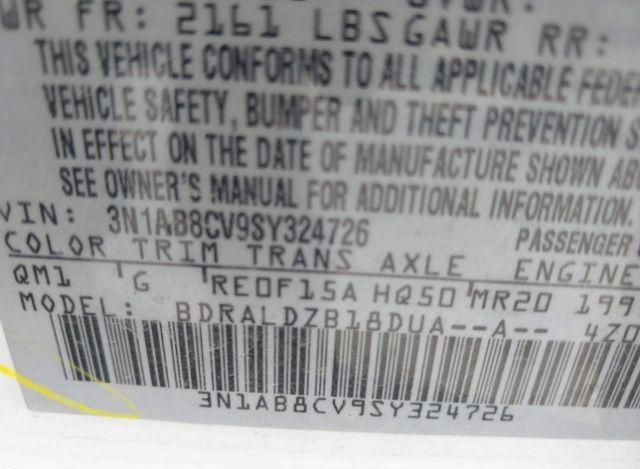 WR FR: 2161 LBS GAWR RR:
THIS VEHICLE CONFORMS TO ALL APPLICABLE FEDE
VEHICLE SAFETY, BUMPER AND THEFT PREVENTION S
IN EFFECT ON THE DATE OF MANUFACTURE SHOWN AB
SEE OWNER'S MANUAL FOR ADDITIONAL INFORMATION.
VIN: 3N1AB8CV9SY324726 PASSENGER
COLOR TRIM TRANS AXLE ENGINE
QM1 G RE0F15A HQ50 MR20 199
MODEL: BDRALDZB18DUA--A-- 4Z0
3N1AB8CV9SY324726